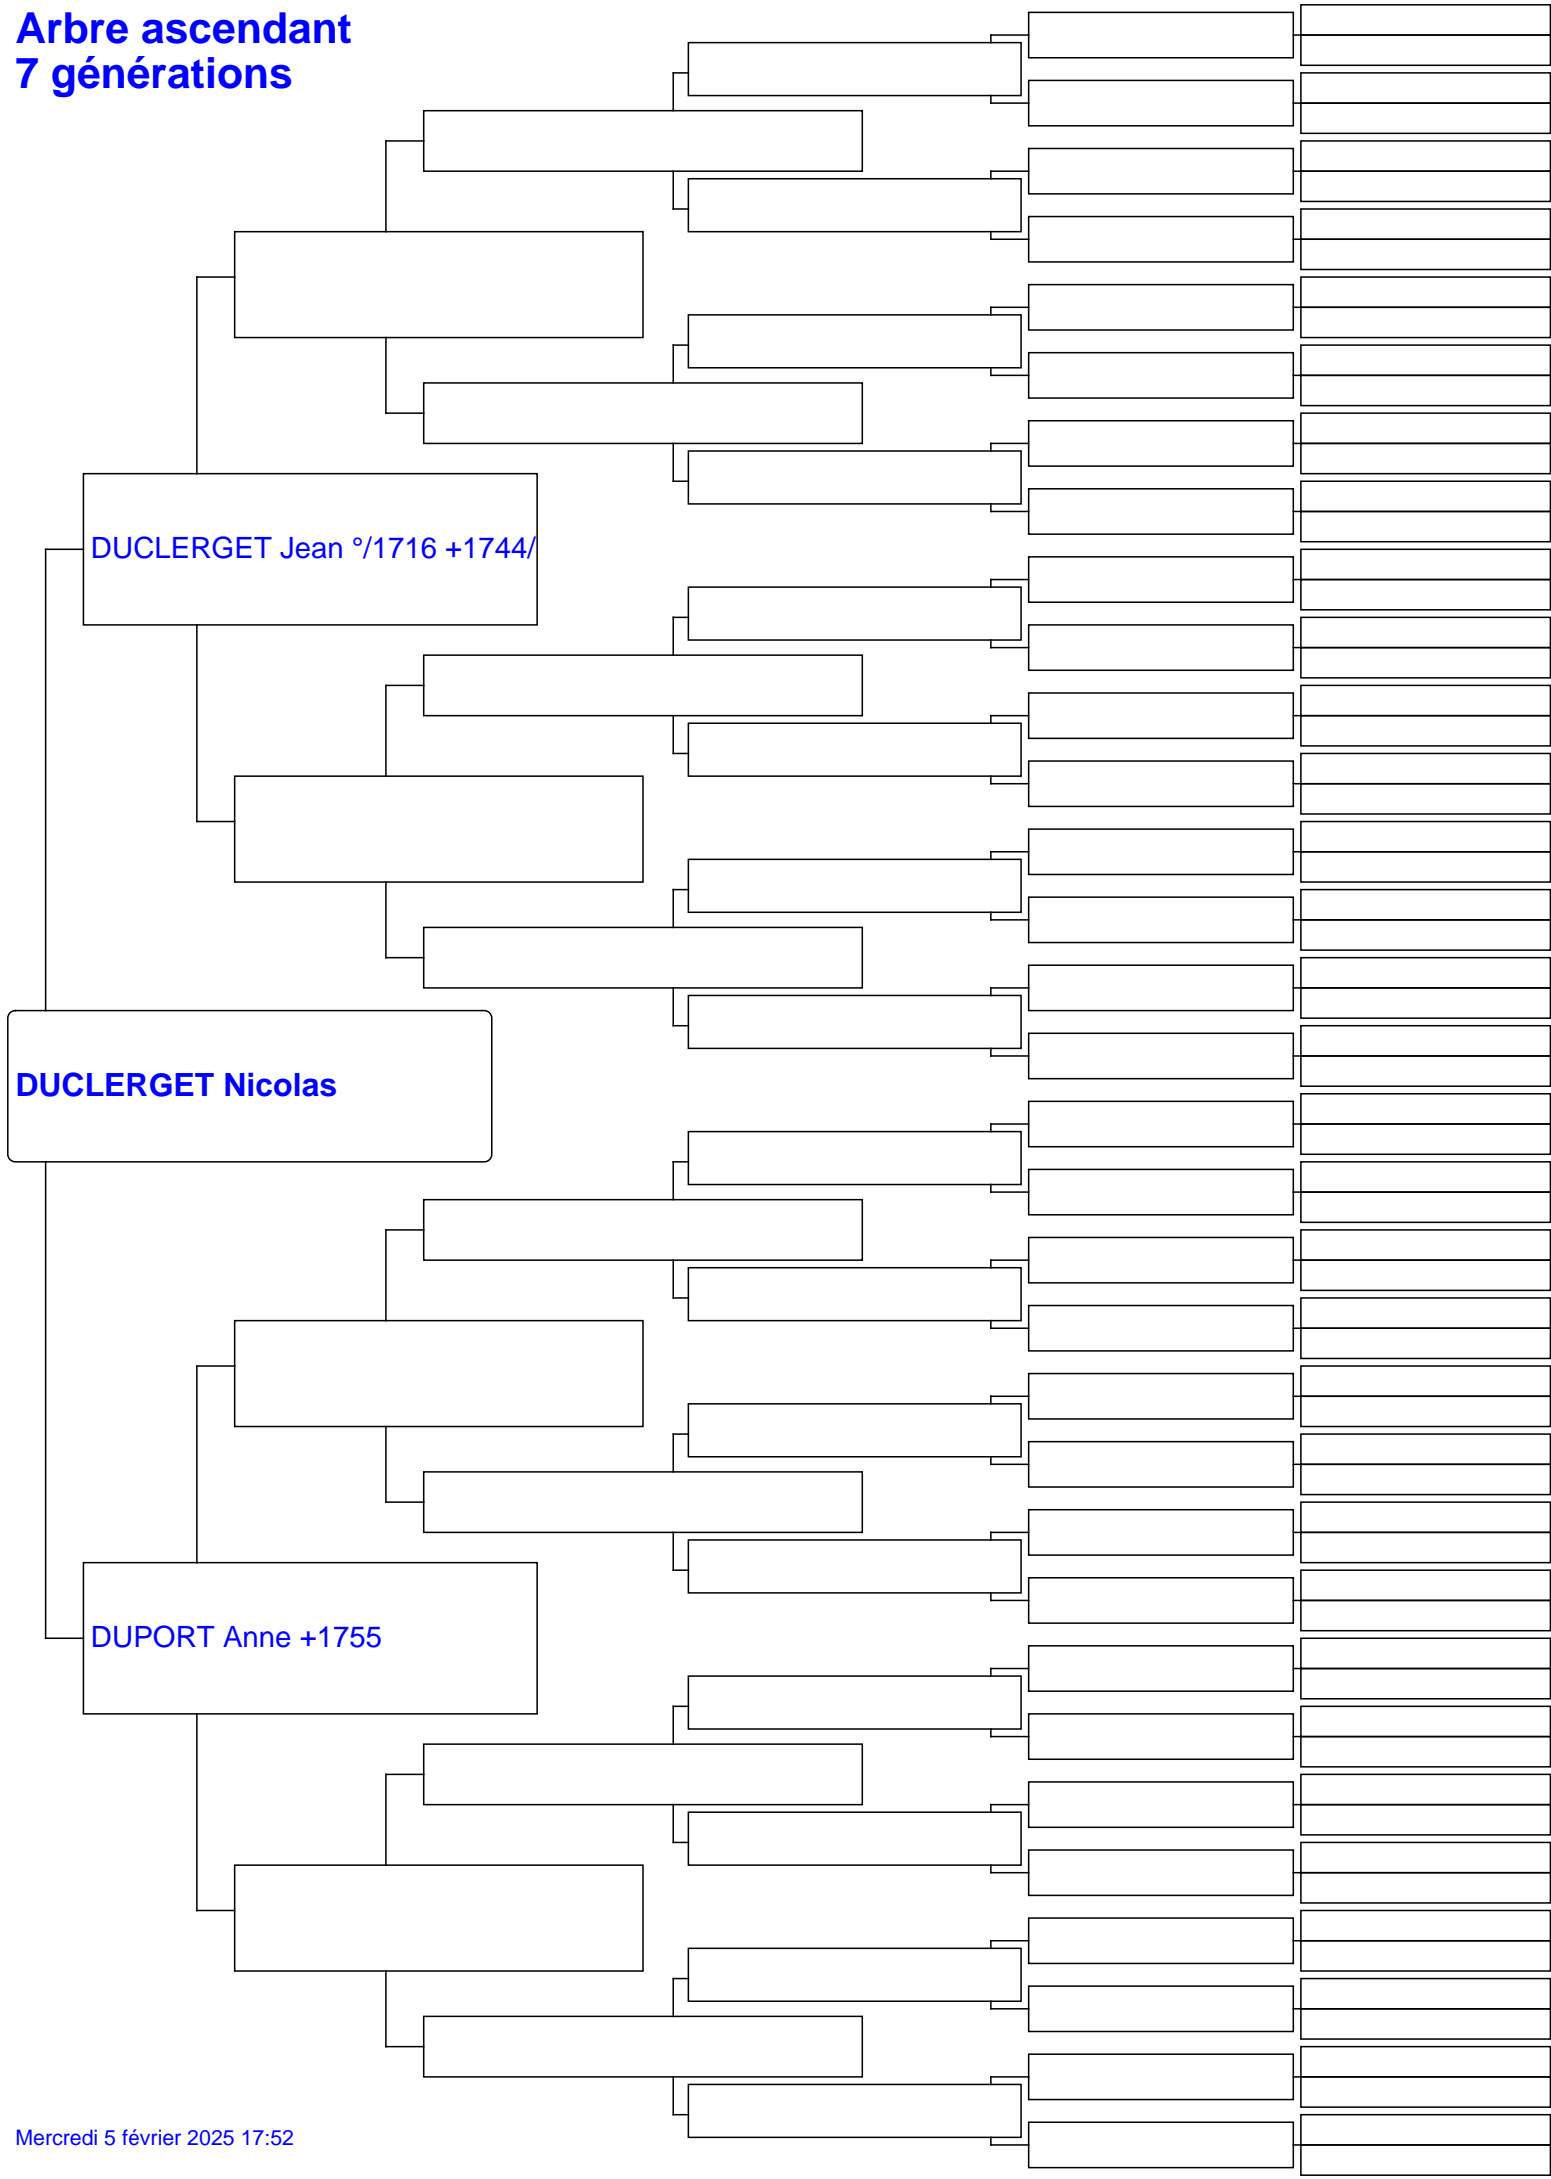 Arbre ascendant
7 générations
DUCLERGET Jean °/1716 +1744/
DUCLERGET Nicolas
DUPORT Anne +1755
Mercredi 5 février 2025 17:52